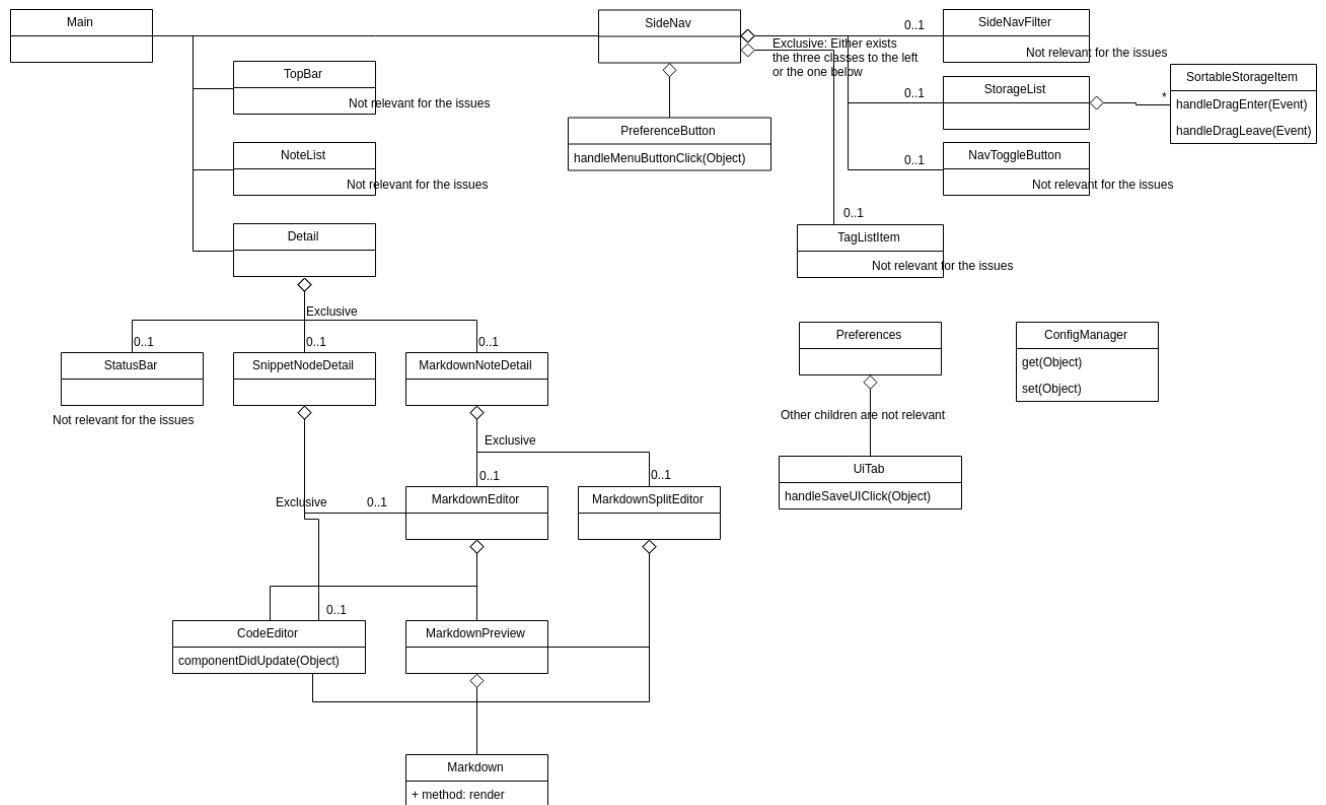 Main
SideNav
0..1
SideNavFilter
Exclusive: Either exists
the three classes to the left
or the one below
Not relevant for the issues
TopBar
Not relevant for the issues
PreferenceButton
handleMenuButtonClick(Object)
0..1
StorageList
*
SortableStorageItem
handleDragEnter(Event)
handleDragLeave(Event)
NoteList
Not relevant for the issues
0..1
NavToggleButton
Not relevant for the issues
0..1
TagListItem
Not relevant for the issues
Detail
Exclusive
0..1
0..1
0..1
StatusBar
SnippetNodeDetail
MarkdownNoteDetail
Not relevant for the issues
Preferences
Other children are not relevant
UiTab
handleSaveUIClick(Object)
ConfigManager
get(Object)
set(Object)
Exclusive
0..1
0..1
Exclusive
0..1
MarkdownEditor
MarkdownSplitEditor
0..1
CodeEditor
componentDidUpdate(Object)
MarkdownPreview
Markdown
+ method: render